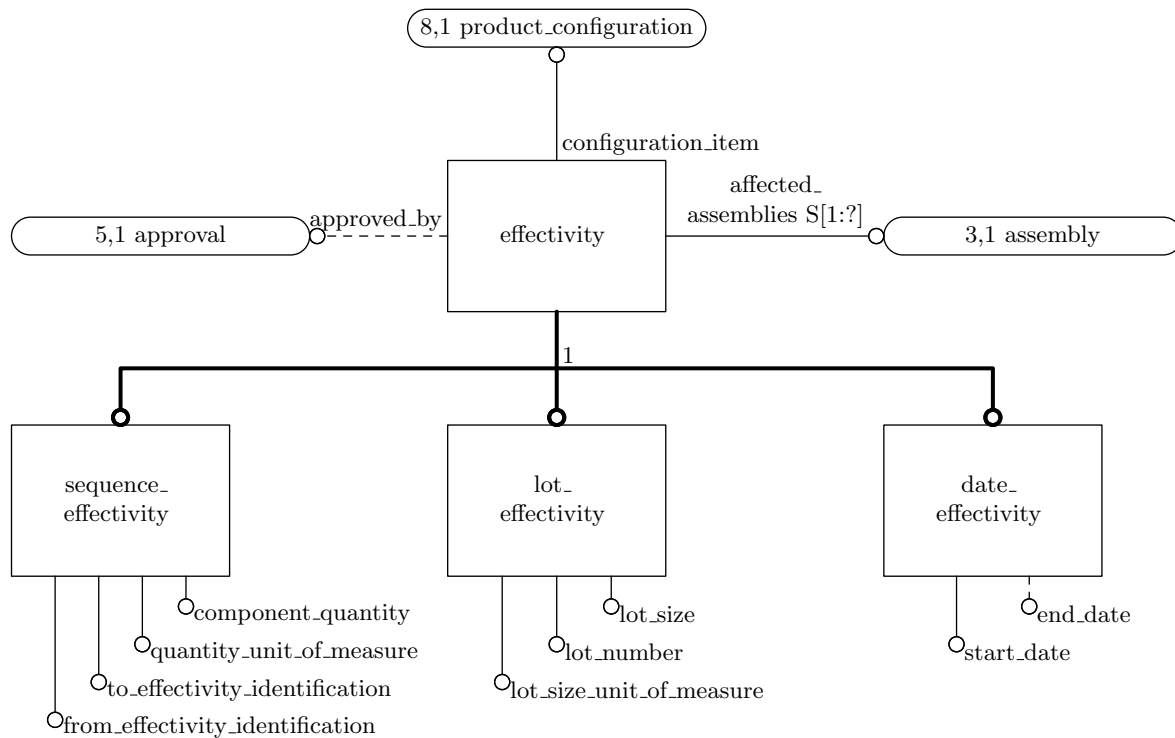 8,1 product_configuration
configuration_item
affected_
assemblies S[1:?]
approved_by
5,1 approval
effectivity
3,1 assembly
1
sequence_
effectivity
lot_
effectivity
date_
effectivity
component_quantity
quantity_unit_of_measure
to_effectivity_identification
from_effectivity_identification
lot_size
lot_number
lot_size_unit_of_measure
end_date
start_date